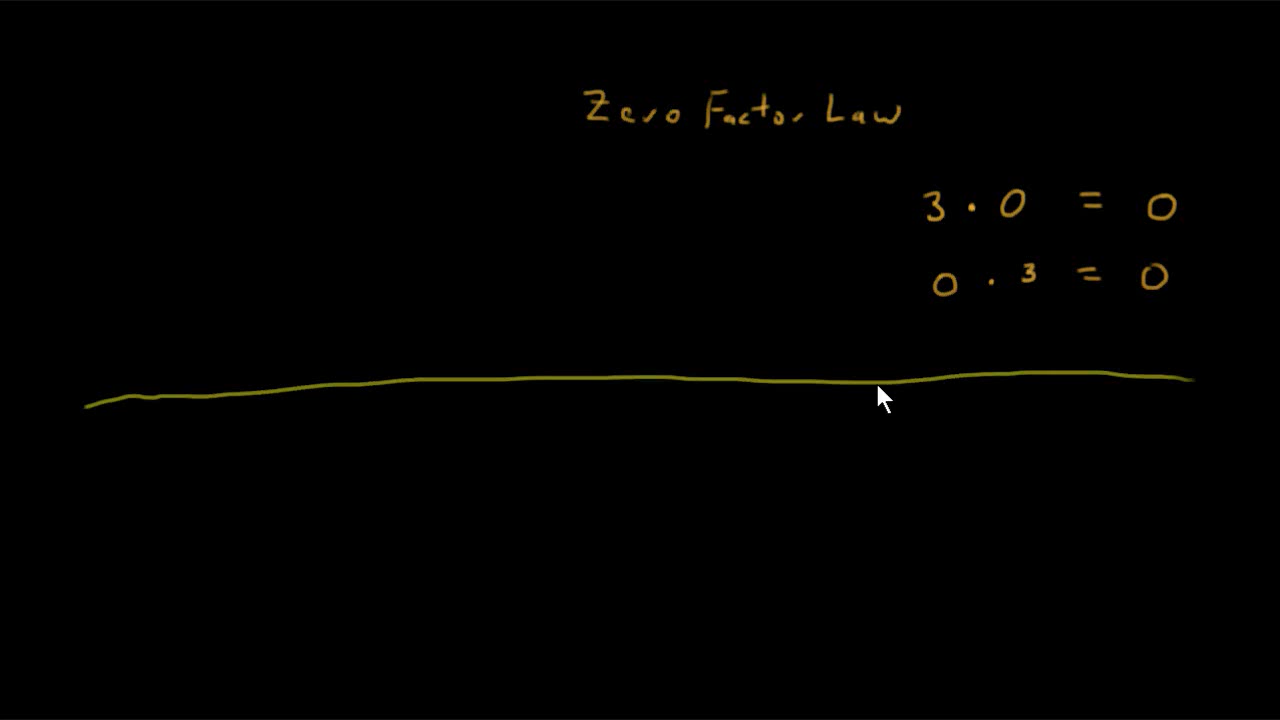 Zero Factor Law
3 · 0 = 0
0 · 3 = 0